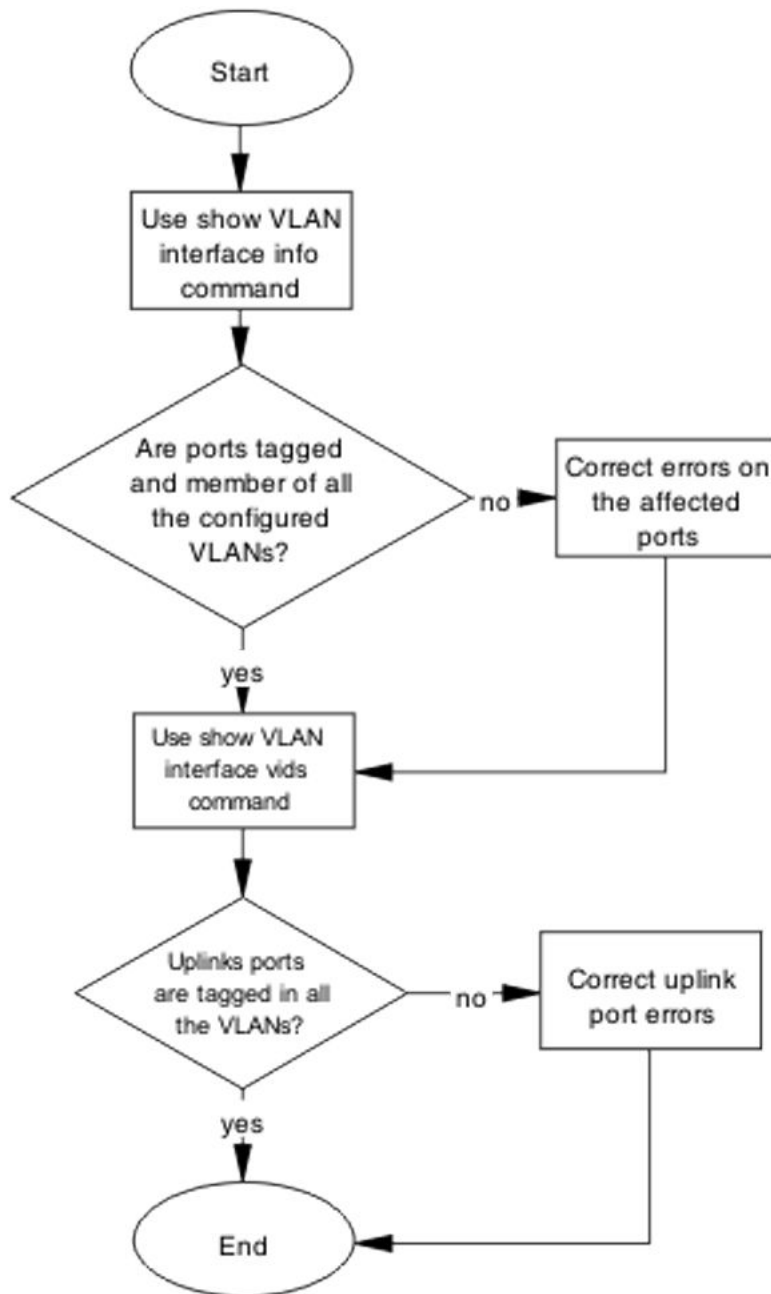 Start
Use show VLAN
interface info
command
Are ports tagged
and member of all
the configured
VLANs?
no
Correct errors on
the affected
ports
yes
Use show VLAN
interface vids
command
Uplinks ports
are tagged in all
the VLANs?
no
Correct uplink
port errors
yes
End